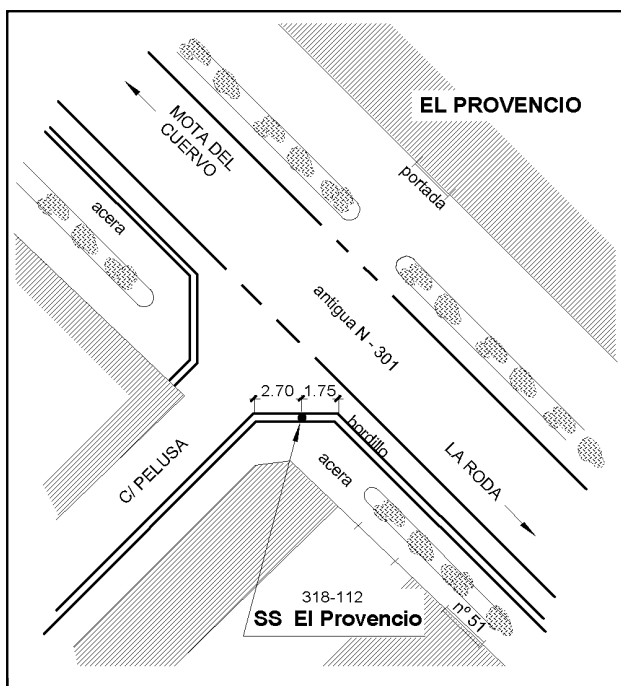 EL PROVENCIO
MOTA DEL
CUERVO
portada
acera
antigua N - 301
2.70 1.75
bordillo
C/ PELUSA
acera
LA RODA
318-112
SS El Provencio
nº 51